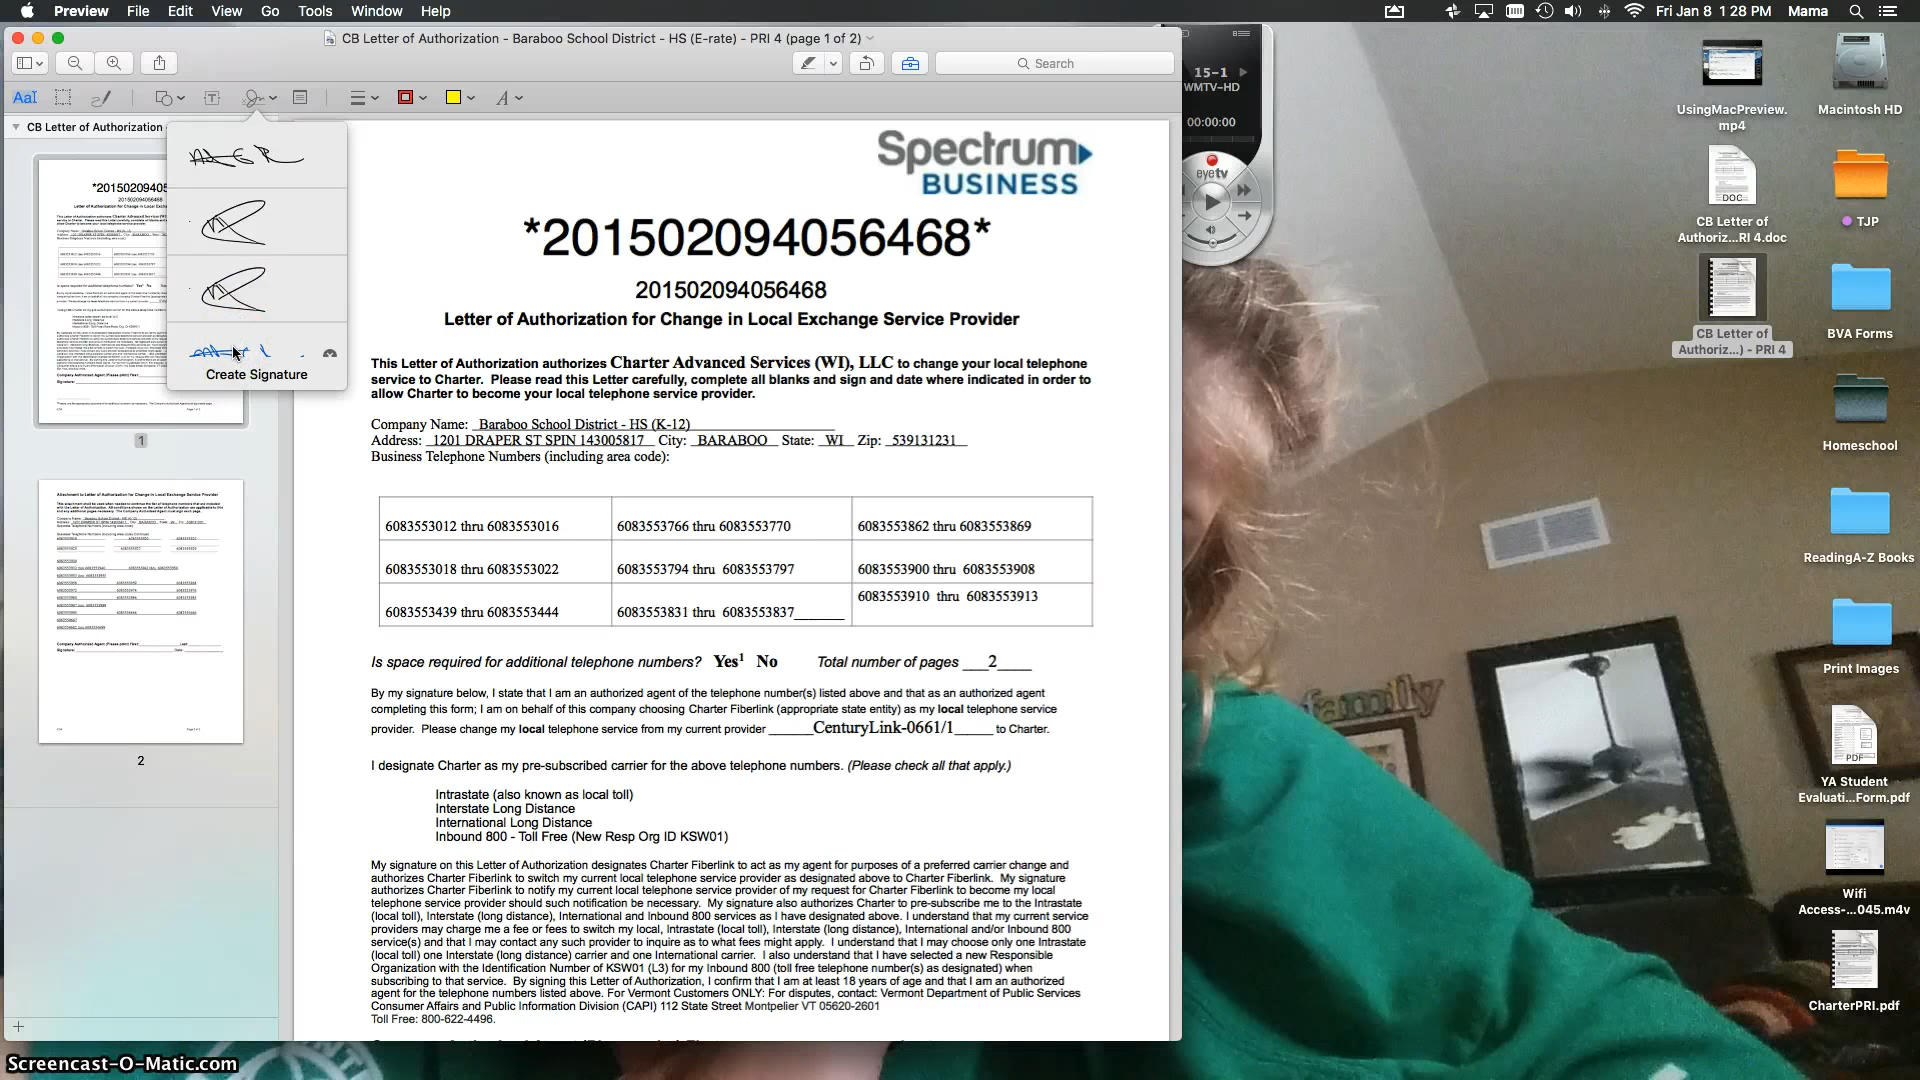 Preview File Edit View Go Tools Window Help
Fri Jan 8 1:28 PM Mama
CB Letter of Authorization - Baraboo School District - HS (E-rate) - PRI 4 (page 1 of 2)
Search
AaI
T
A
CB Letter of Authorization
Create Signature
1
2
Spectrum
BUSINESS
*201502094056468*
201502094056468
Letter of Authorization for Change in Local Exchange Service Provider
This Letter of Authorization authorizes Charter Advanced Services (WI), LLC to change your local telephone
service to Charter. Please read this Letter carefully, complete all blanks and sign and date where indicated in order to
allow Charter to become your local telephone service provider.
Company Name: _Baraboo School District - HS (K-12)____________________
Address: _1201 DRAPER ST SPIN 143005817_ City: _BARABOO_ State: _WI_ Zip: _539131231_
Business Telephone Numbers (including area code):
6083553012 thru 6083553016 6083553766 thru 6083553770 6083553862 thru 6083553869
6083553018 thru 6083553022 6083553794 thru 6083553797 6083553900 thru 6083553908
6083553439 thru 6083553444 6083553831 thru 6083553837_______ 6083553910 thru 6083553913
Is space required for additional telephone numbers? Yes¹ No Total number of pages ___2____
By my signature below, I state that I am an authorized agent of the telephone number(s) listed above and that as an authorized agent
completing this form; I am on behalf of this company choosing Charter Fiberlink (appropriate state entity) as my local telephone service
provider. Please change my local telephone service from my current provider ______CenturyLink-0661/1_____ to Charter.
I designate Charter as my pre-subscribed carrier for the above telephone numbers. (Please check all that apply.)
Intrastate (also known as local toll)
Interstate Long Distance
International Long Distance
Inbound 800 - Toll Free (New Resp Org ID KSW01)
My signature on this Letter of Authorization designates Charter Fiberlink to act as my agent for purposes of a preferred carrier change and
authorizes Charter Fiberlink to switch my current local telephone service provider as designated above to Charter Fiberlink. My signature
authorizes Charter Fiberlink to notify my current local telephone service provider of my request for Charter Fiberlink to become my local
telephone service provider should such notification be necessary. My signature also authorizes Charter to pre-subscribe me to the Intrastate
(local toll), Interstate (long distance), International and Inbound 800 services as I have designated above. I understand that my current service
providers may charge me a fee or fees to switch my local, Intrastate (local toll), Interstate (long distance), International and/or Inbound 800
service(s) and that I may contact any such provider to inquire as to what fees might apply. I understand that I may choose only one Intrastate
(local toll) one Interstate (long distance) carrier and one International carrier. I also understand that I have selected a new Responsible
Organization with the Identification Number of KSW01 (L3) for my Inbound 800 (toll free telephone number(s) as designated) when
subscribing to that service. By signing this Letter of Authorization, I confirm that I am at least 18 years of age and that I am an authorized
agent for the telephone numbers listed above. For Vermont Customers ONLY: For disputes, contact: Vermont Department of Public Services
Consumer Affairs and Public Information Division (CAPI) 112 State Street Montpelier VT 05620-2601
Toll Free: 800-622-4496.
15-1
WMTV-HD
00:00:00
eyetv
family
UsingMacPreview.
mp4
DOC
CB Letter of
Authoriz...RI 4.doc
CB Letter of
Authoriz...) - PRI 4
Macintosh HD
TJP
BVA Forms
Homeschool
ReadingA-Z Books
Print Images
PDF
YA Student
Evaluati...Form.pdf
Wifi
Access-...045.m4v
CharterPRI.pdf
Screencast-O-Matic.com